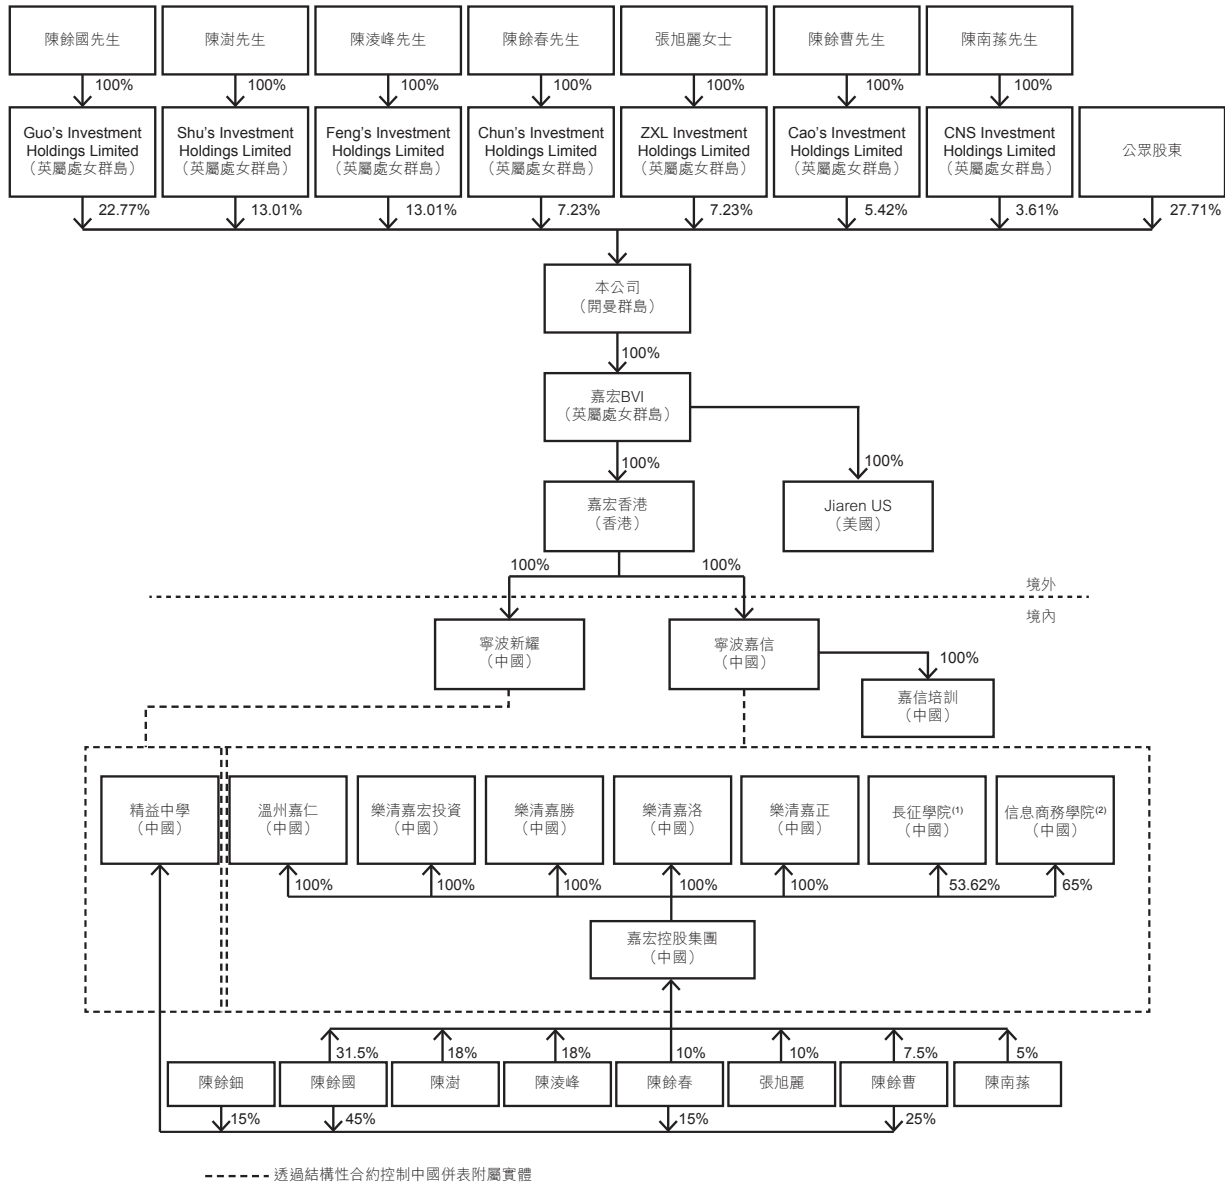 陳餘國先生
陳澍先生
陳淩峰先生
陳餘春先生
張旭麗女士
陳餘曹先生
陳南蓀先生
100%
100%
100%
100%
100%
100%
100%
Guo's Investment
Holdings Limited
（英屬處女群島）
Shu's Investment
Holdings Limited
（英屬處女群島）
Feng's Investment
Holdings Limited
（英屬處女群島）
Chun's Investment
Holdings Limited
（英屬處女群島）
ZXL Investment
Holdings Limited
（英屬處女群島）
Cao's Investment
Holdings Limited
（英屬處女群島）
CNS Investment
Holdings Limited
（英屬處女群島）
公眾股東
22.77%
13.01%
13.01%
7.23%
7.23%
5.42%
3.61%
27.71%
本公司
（開曼群島）
100%
嘉宏BVI
（英屬處女群島）
100%
100%
嘉宏香港
（香港）
Jiaren US
（美國）
100%
100%
境外
境內
寧波新耀
（中國）
寧波嘉信
（中國）
100%
嘉信培訓
（中國）
精益中學
（中國）
溫州嘉仁
（中國）
樂清嘉宏投資
（中國）
樂清嘉勝
（中國）
樂清嘉洛
（中國）
樂清嘉正
（中國）
長征學院(1)
（中國）
信息商務學院(2)
（中國）
100%
100%
100%
100%
100%
53.62%
65%
嘉宏控股集團
（中國）
31.5%
18%
18%
10%
10%
7.5%
5%
陳餘鈿
陳餘國
陳澍
陳淩峰
陳餘春
張旭麗
陳餘曹
陳南蓀
15%
45%
15%
25%
透過結構性合約控制中國併表附屬實體